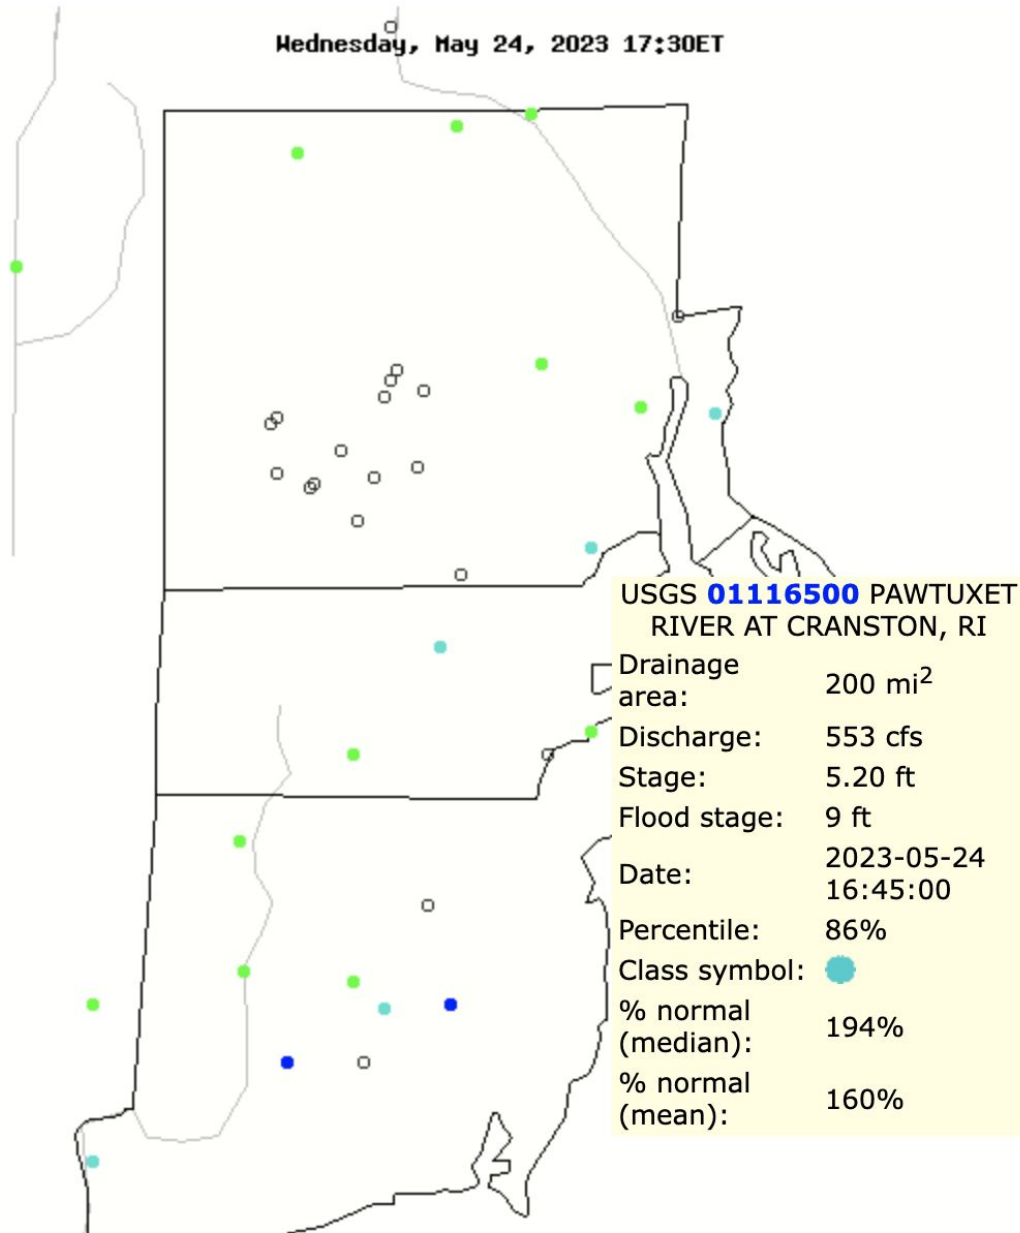 Wednesday, May 24, 2023 17:30ET
USGS 01116500 PAWTUXET
RIVER AT CRANSTON, RI
Drainage
area:
200 mi²
Discharge: 553 cfs
Stage: 5.20 ft
Flood stage: 9 ft
Date:
2023-05-24
16:45:00
Percentile: 86%
Class symbol:
% normal
(median):
194%
% normal
(mean):
160%